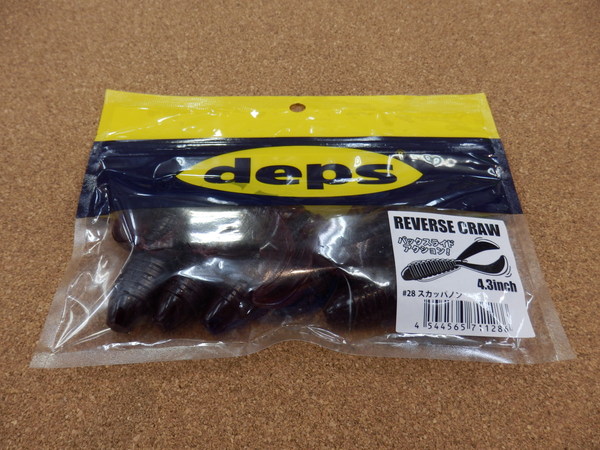 deps
REVERSE CRAW
バックスライド
アクション!
4.3inch
#28 スカッパノン
4 544565 71128